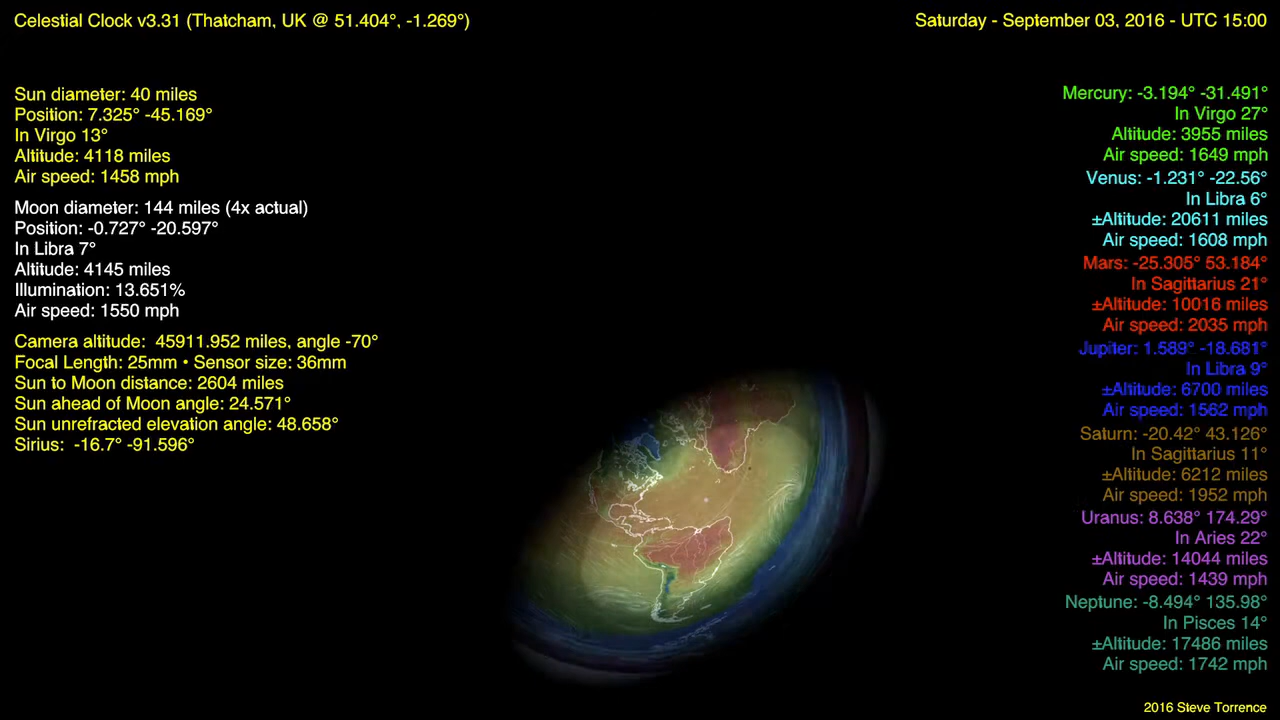 Celestial Clock v3.31 (Thatcham, UK @ 51.404°, -1.269°)
Saturday - September 03, 2016 - UTC 15:00
Sun diameter: 40 miles
Position: 7.325° -45.169°
In Virgo 13°
Altitude: 4118 miles
Air speed: 1458 mph
Moon diameter: 144 miles (4x actual)
Position: -0.727° -20.597°
In Libra 7°
Altitude: 4145 miles
Illumination: 13.651%
Air speed: 1550 mph
Camera altitude:  45911.952 miles, angle -70°
Focal Length: 25mm • Sensor size: 36mm
Sun to Moon distance: 2604 miles
Sun ahead of Moon angle: 24.571°
Sun unrefracted elevation angle: 48.658°
Sirius:  -16.7° -91.596°
Mercury: -3.194° -31.491°
In Virgo 27°
Altitude: 3955 miles
Air speed: 1649 mph
Venus: -1.231° -22.56°
In Libra 6°
±Altitude: 20611 miles
Air speed: 1608 mph
Mars: -25.305° 53.184°
In Sagittarius 21°
±Altitude: 10016 miles
Air speed: 2035 mph
Jupiter: 1.589° -18.681°
In Libra 9°
±Altitude: 6700 miles
Air speed: 1562 mph
Saturn: -20.42° 43.126°
In Sagittarius 11°
±Altitude: 6212 miles
Air speed: 1952 mph
Uranus: 8.638° 174.29°
In Aries 22°
±Altitude: 14044 miles
Air speed: 1439 mph
Neptune: -8.494° 135.98°
In Pisces 14°
±Altitude: 17486 miles
Air speed: 1742 mph
2016 Steve Torrence